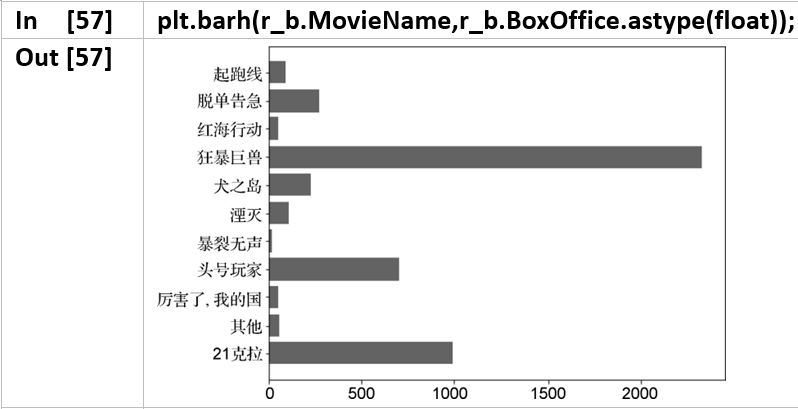 In [57]
plt.barh(r_b.MovieName,r_b.BoxOffice.astype(float));
Out [57]
起跑线
脱单告急
红海行动
狂暴巨兽
犬之岛
湮灭
暴裂无声
头号玩家
厉害了, 我的国
其他
21克拉
0 500 1000 1500 2000